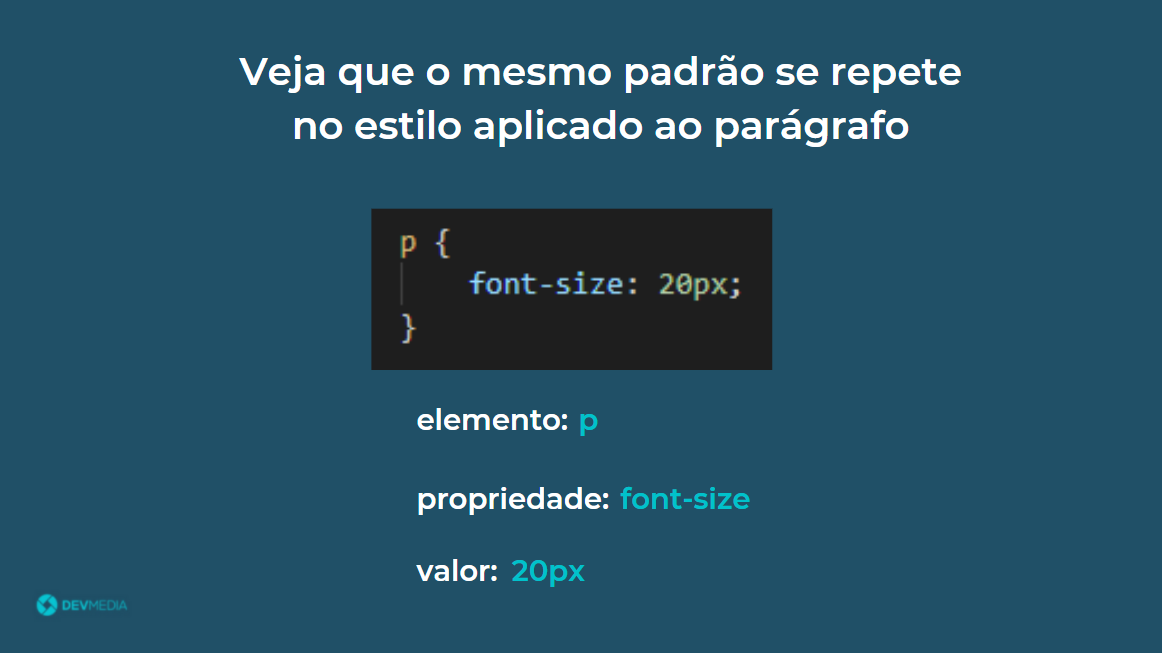 Veja que o mesmo padrão se repete
no estilo aplicado ao parágrafo
p {
font-size: 20px;
}
elemento: p
propriedade: font-size
valor: 20px
DEVMEDIA